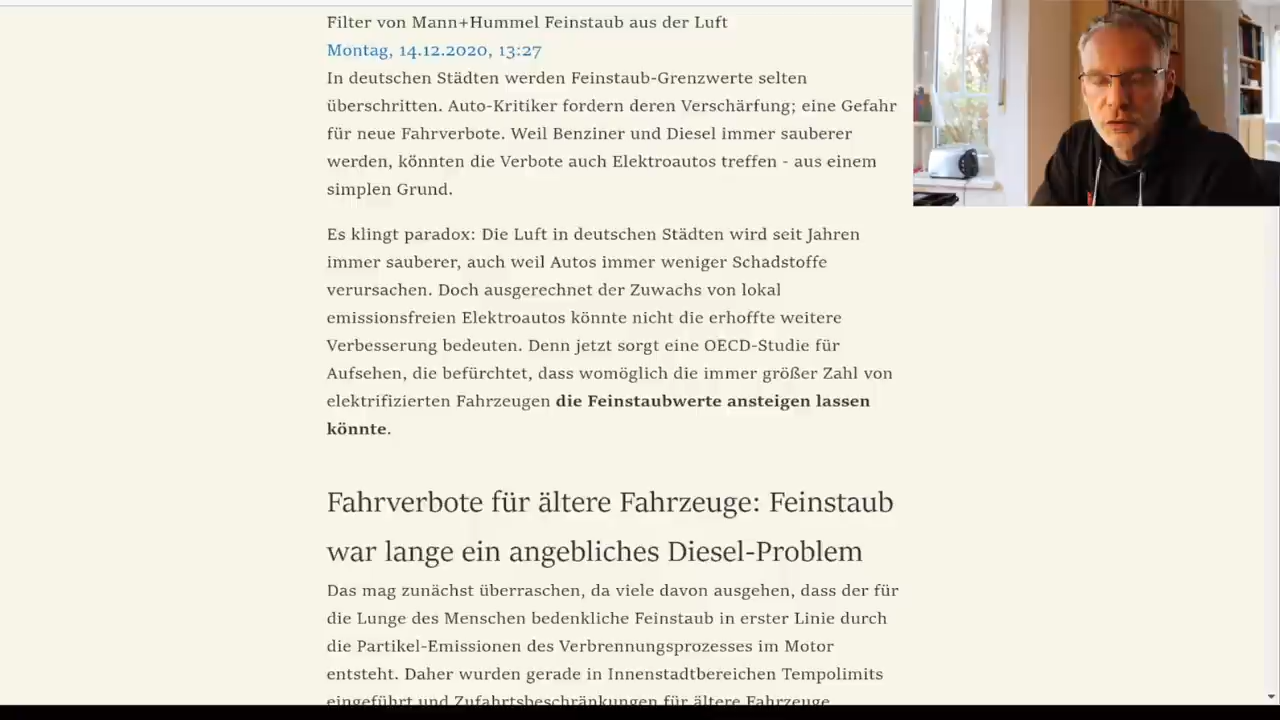 Filter von Mann+Hummel Feinstaub aus der Luft
Montag, 14.12.2020, 13:27
In deutschen Städten werden Feinstaub-Grenzwerte selten
überschritten. Auto-Kritiker fordern deren Verschärfung; eine Gefahr
für neue Fahrverbote. Weil Benziner und Diesel immer sauberer
werden, könnten die Verbote auch Elektroautos treffen - aus einem
simplen Grund.
Es klingt paradox: Die Luft in deutschen Städten wird seit Jahren
immer sauberer, auch weil Autos immer weniger Schadstoffe
verursachen. Doch ausgerechnet der Zuwachs von lokal
emissionsfreien Elektroautos könnte nicht die erhoffte weitere
Verbesserung bedeuten. Denn jetzt sorgt eine OECD-Studie für
Aufsehen, die befürchtet, dass womöglich die immer größer Zahl von
elektrifizierten Fahrzeugen die Feinstaubwerte ansteigen lassen
könnte.
Fahrverbote für ältere Fahrzeuge: Feinstaub
war lange ein angebliches Diesel-Problem
Das mag zunächst überraschen, da viele davon ausgehen, dass der für
die Lunge des Menschen bedenkliche Feinstaub in erster Linie durch
die Partikel-Emissionen des Verbrennungsprozesses im Motor
entsteht. Daher wurden gerade in Innenstadtbereichen Tempolimits
eingeführt und Zufahrtsbeschränkungen für ältere Fahrzeuge